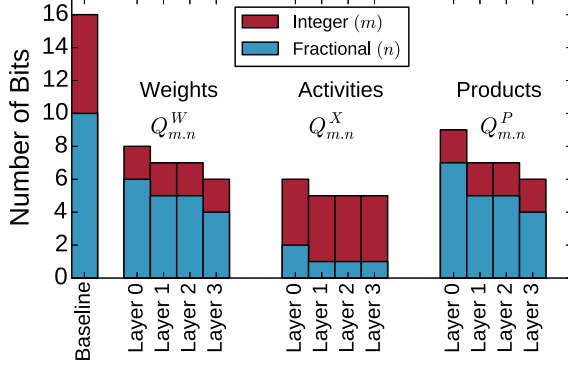 Integer (m)
Fractional (n)
Number of Bits
16
14
12
10
8
6
4
2
0
Weights
Q^W_{m.n}
Activities
Q^X_{m.n}
Products
Q^P_{m.n}
Baseline
Layer 0
Layer 1
Layer 2
Layer 3
Layer 0
Layer 1
Layer 2
Layer 3
Layer 0
Layer 1
Layer 2
Layer 3